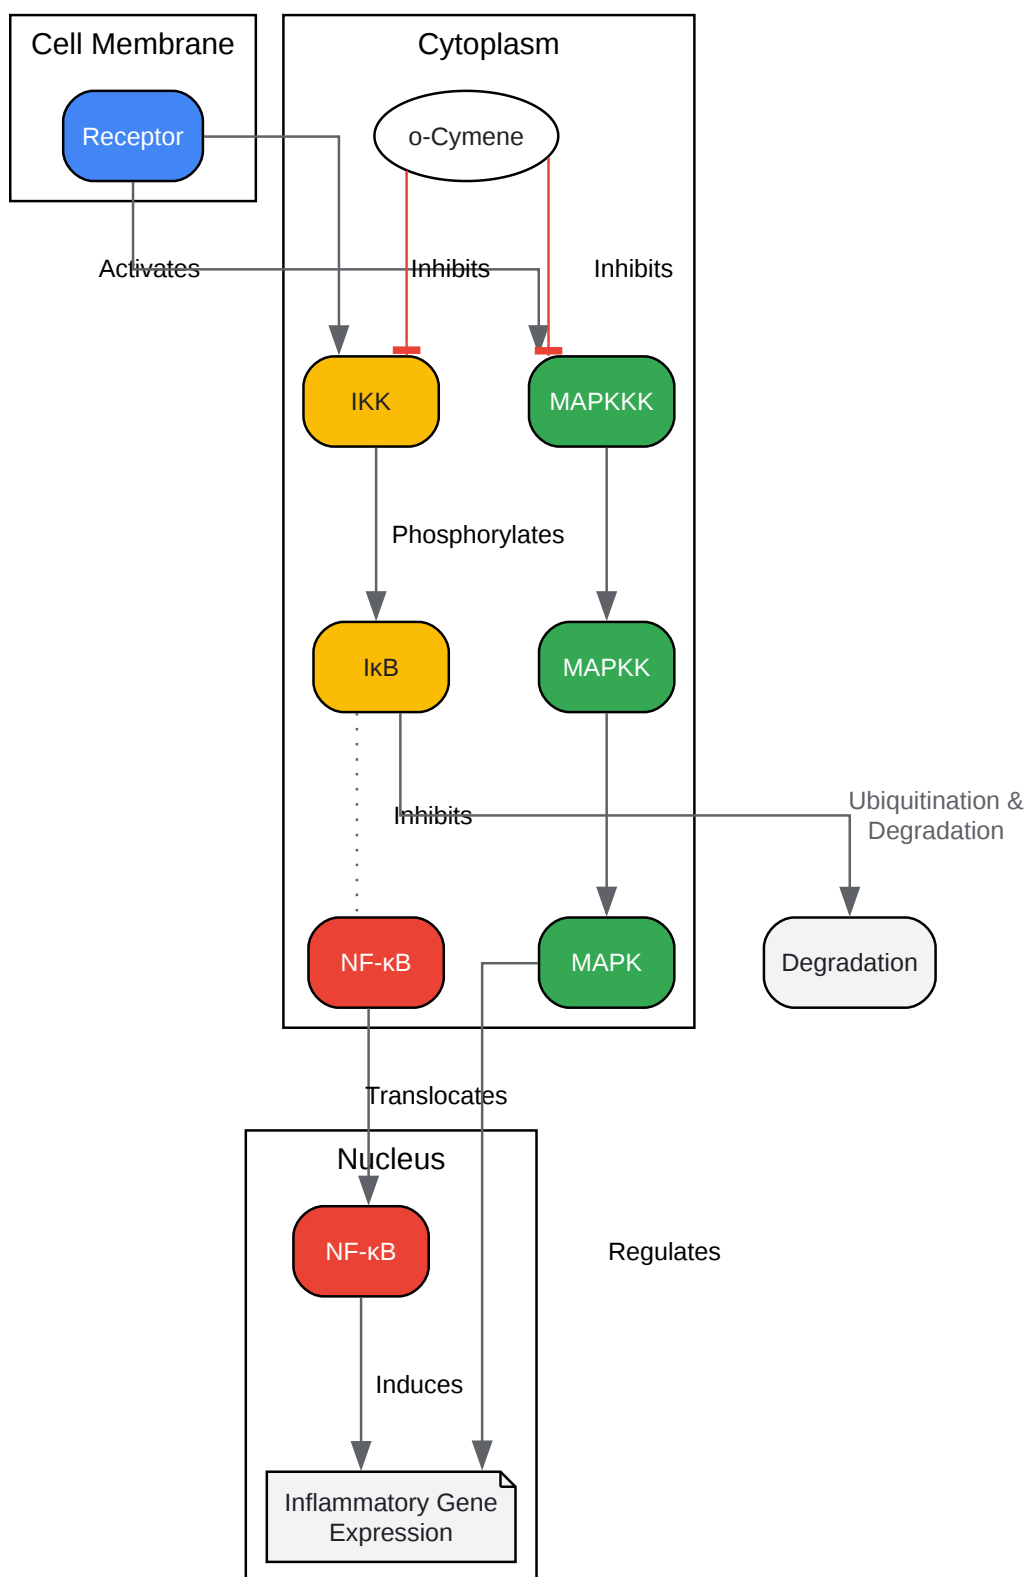 Cell Membrane
Cytoplasm
Receptor
o-Cymene
Activates
Inhibits
Inhibits
IKK
MAPKKK
Phosphorylates
IκB
MAPKK
Inhibits
Ubiquitination &
Degradation
NF-κB
MAPK
Degradation
Translocates
Nucleus
NF-κB
Regulates
Induces
Inflammatory Gene
Expression